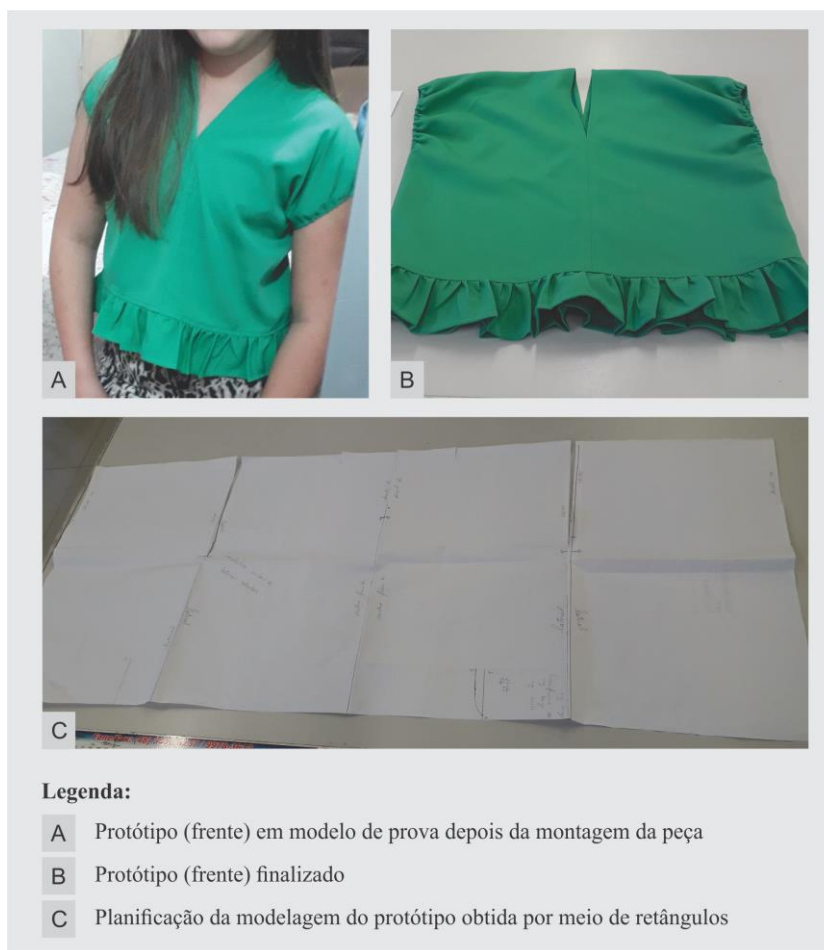 A
B
C
Legenda:
A Protótipo (frente) em modelo de prova depois da montagem da peça
B Protótipo (frente) finalizado
C Planificação da modelagem do protótipo obtida por meio de retângulos